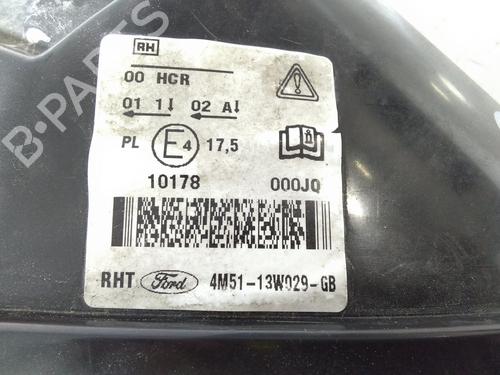 RH
00 HCR
01 1↓ 02 A↓
PL E4 17,5
10178 000JQ
RHT Ford 4M51-13W029-GB
B-PARTS